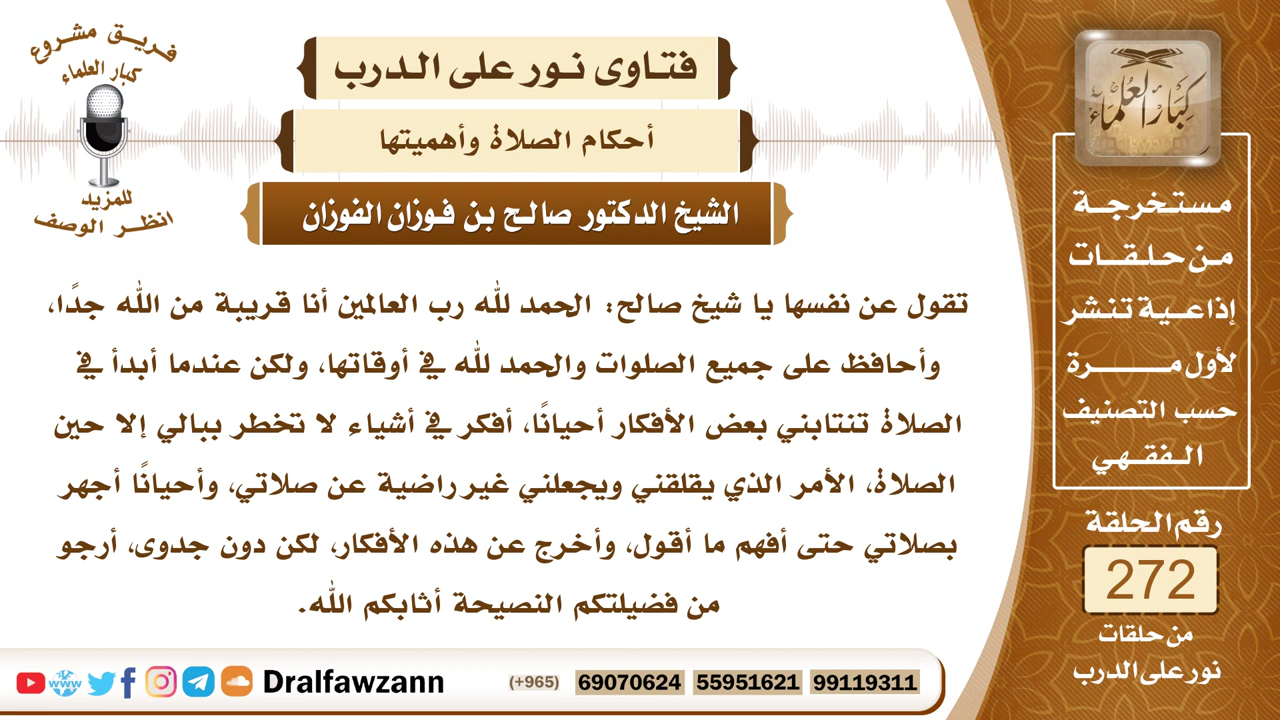 فريق مشروع
كبار العلماء
للمزيد
انظر الوصف
فتاوى نور على الدرب
أحكام الصلاة وأهميتها
الشيخ الدكتور صالح بن فوزان الفوزان
تقول عن نفسها يا شيخ صالح: الحمد لله رب العالمين أنا قريبة من الله جدًا،
وأحافظ على جميع الصلوات والحمد لله في أوقاتها، ولكن عندما أبدأ في
الصلاة تنتابني بعض الأفكار أحيانًا، أفكر في أشياء لا تخطر ببالي إلا حين
الصلاة، الأمر الذي يقلقني ويجعلني غير راضية عن صلاتي، وأحيانًا أجهر
بصلاتي حتى أفهم ما أقول، وأخرج عن هذه الأفكار، لكن دون جدوى، أرجو
من فضيلتكم النصيحة أثابكم الله.
كبار العلماء
مستخرجة
من حلقات
إذاعية تنشر
لأول مرة
حسب التصنيف
الفقهي
رقم الحلقة
272
من حلقات
نور على الدرب
www Dralfawzann (+965) 69070624 55951621 99119311